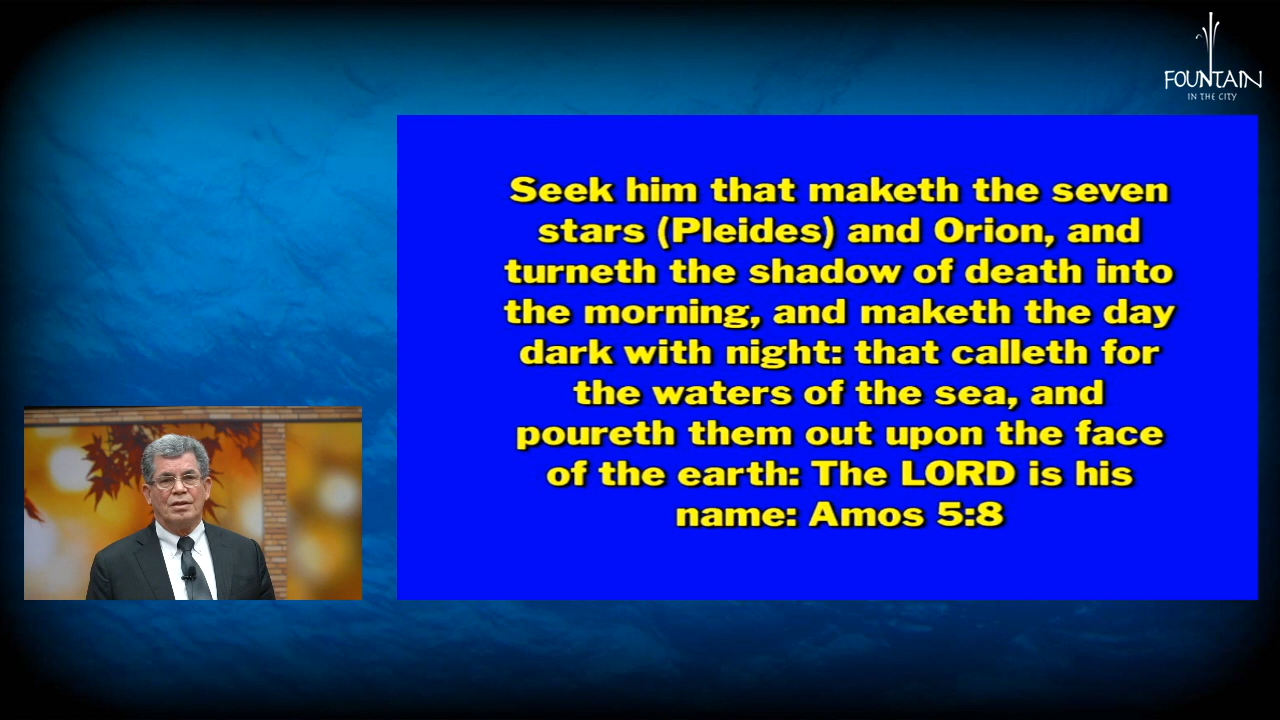 FOUNTAIN
IN THE CITY
Seek him that maketh the seven
stars (Pleides) and Orion, and
turneth the shadow of death into
the morning, and maketh the day
dark with night: that calleth for
the waters of the sea, and
poureth them out upon the face
of the earth: The LORD is his
name: Amos 5:8